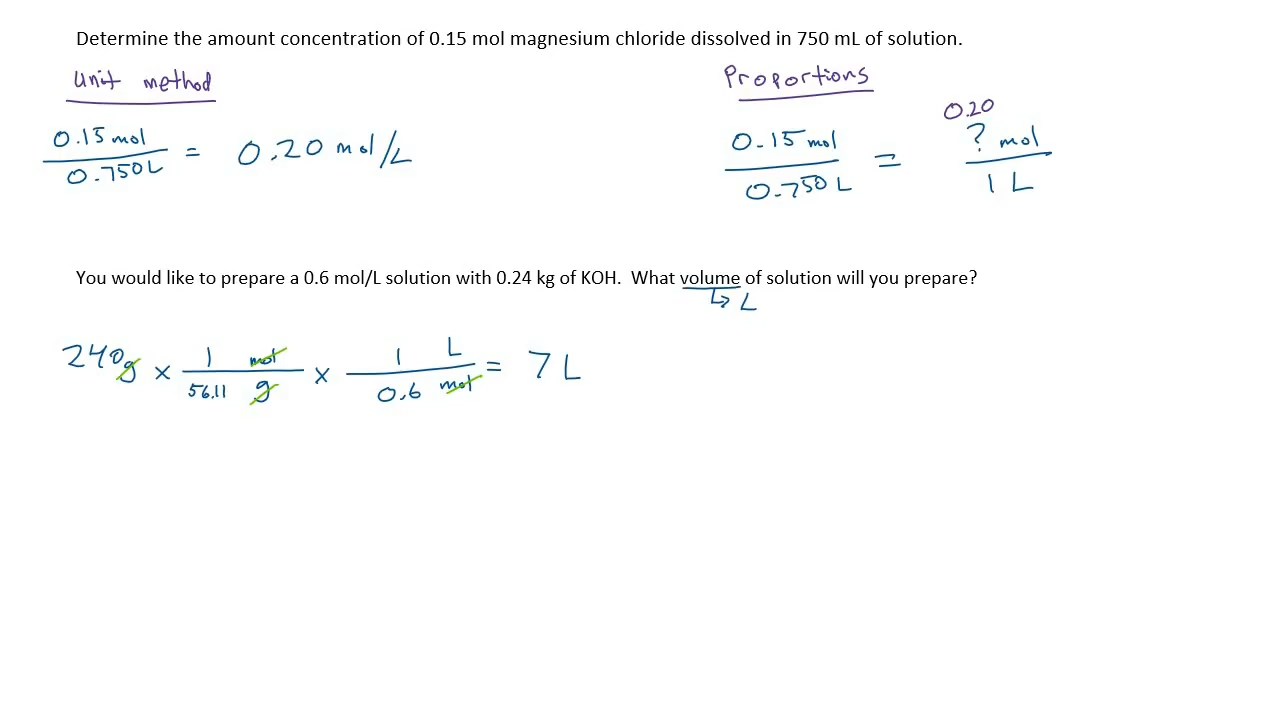 Determine the amount concentration of 0.15 mol magnesium chloride dissolved in 750 mL of solution.
Unit method
0.15 mol
0.750 L
= 0.20 mol/L
Proportions
0.20
0.15 mol
0.750 L
=
? mol
1 L
You would like to prepare a 0.6 mol/L solution with 0.24 kg of KOH. What volume of solution will you prepare?
↳ L
240g ×
1 mol
56.11 g
×
1 L
0.6 mol
= 7 L